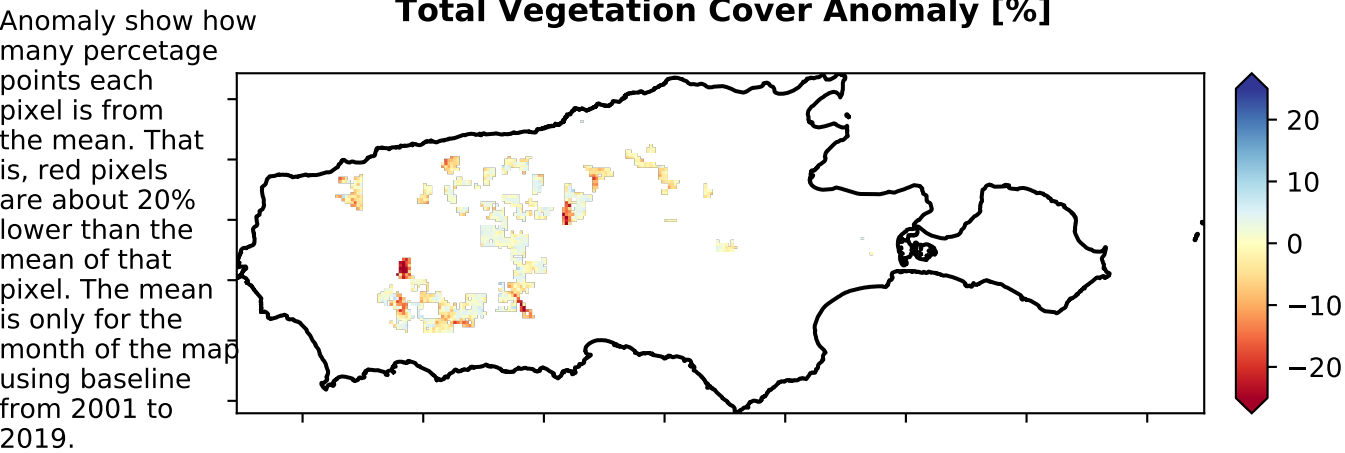 Total Vegetation Cover Anomaly [%]
Anomaly show how
many percetage
points each
pixel is from
the mean. That
is, red pixels
are about 20%
lower than the
mean of that
pixel. The mean
is only for the
month of the map
using baseline
from 2001 to
2019.
20
10
0
−10
−20